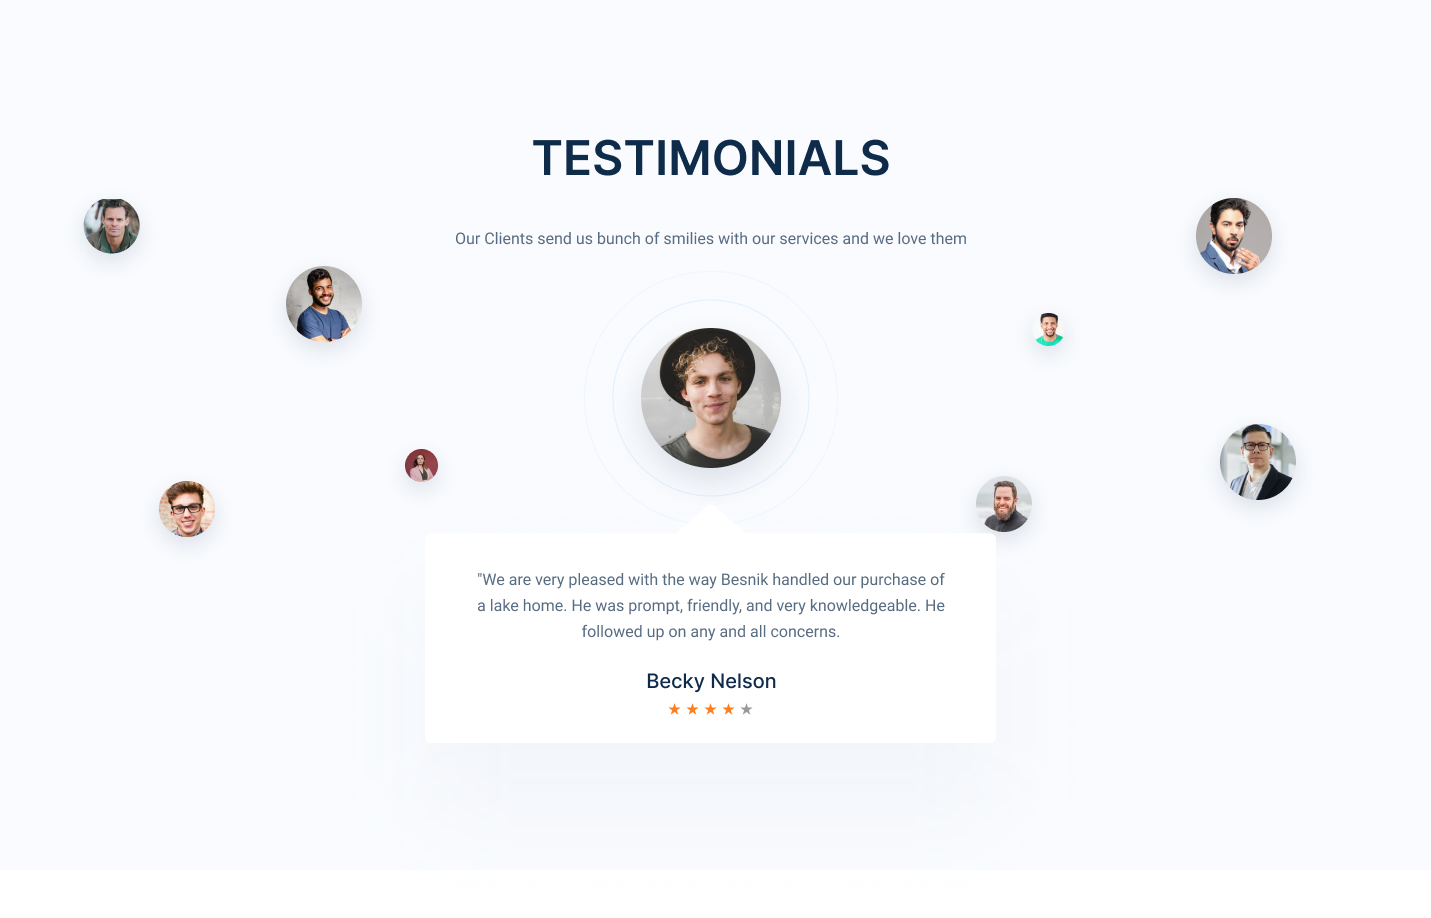 TESTIMONIALS
Our Clients send us bunch of smilies with our services and we love them
"We are very pleased with the way Besnik handled our purchase of
a lake home. He was prompt, friendly, and very knowledgeable. He
followed up on any and all concerns.
Becky Nelson